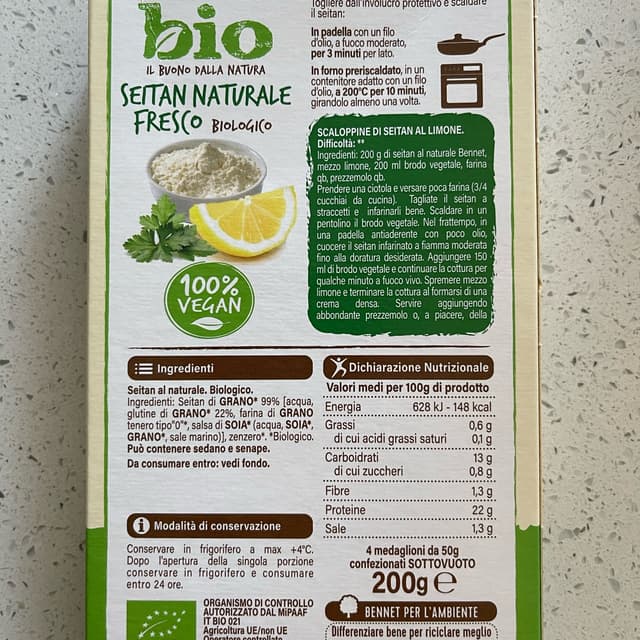 Togliere dall'involucro protettivo e scaldare
il seitan:
In padella con un filo
d'olio, a fuoco moderato,
per 3 minuti per lato.
In forno preriscaldato, in un
contenitore adatto con un filo
d'olio, a 200°C per 10 minuti,
girandolo almeno una volta.
bio
IL BUONO DALLA NATURA
SEITAN NATURALE
FRESCO BIOLOGICO
100%
VEGAN
SCALOPPINE DI SEITAN AL LIMONE.
Difficoltà: **
Ingredienti: 200 g di seitan al naturale Bennet,
mezzo limone, 200 ml brodo vegetale, farina
qb, prezzemolo qb.
Prendere una ciotola e versare poca farina (3/4
cucchiai da cucina). Tagliate il seitan a
straccetti e infarinarli bene. Scaldare in un
pentolino il brodo vegetale. Nel frattempo, in
una padella antiaderente con poco olio,
cuocere il seitan infarinato a fiamma moderata
fino alla doratura desiderata. Aggiungere 150
ml di brodo vegetale e continuare la cottura per
qualche minuto a fuoco vivo. Spremere mezzo
limone e terminare la cottura al formarsi di una
crema densa. Servire aggiungendo
abbondante prezzemolo o, a piacere, della
Ingredienti
Seitan al naturale. Biologico.
Ingredienti: Seitan di GRANO* 99% [acqua,
glutine di GRANO* 22%, farina di GRANO
tenero tipo"0"*, salsa di SOIA* (acqua, SOIA*,
GRANO*, sale marino)], zenzero*. *Biologico.
Può contenere sedano e senape.
Da consumare entro: vedi fondo.
Modalità di conservazione
Conservare in frigorifero a max +4°C.
Dopo l'apertura della singola porzione
conservare in frigorifero e consumare
entro 24 ore.
ORGANISMO DI CONTROLLO
AUTORIZZATO DAL MiPAAF
IT BIO 021
Agricoltura UE/non UE
Operatore controllato
Dichiarazione Nutrizionale
Valori medi per 100g di prodotto
Energia 628 kJ - 148 kcal
Grassi 0,6 g
di cui acidi grassi saturi 0,1 g
Carboidrati 13 g
di cui zuccheri 0,8 g
Fibre 1,3 g
Proteine 22 g
Sale 1,3 g
4 medaglioni da 50g
confezionati SOTTOVUOTO
200g ℮
BENNET PER L'AMBIENTE
Differenziare bene per riciclare meglio